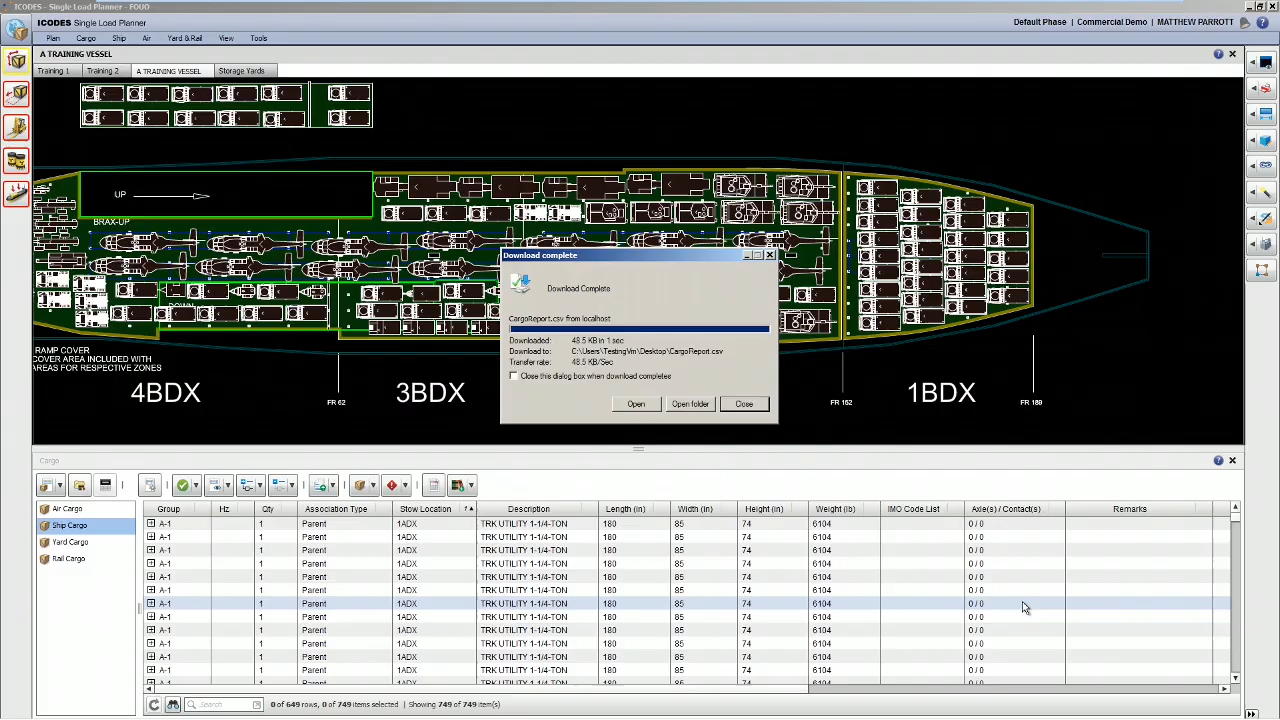 ICODES - Single Load Planner - FOUO
ICODES Single Load Planner
Default Phase | Commercial Demo | MATTHEW PARROTT
Plan Cargo Ship Air Yard & Rail View Tools
A TRAINING VESSEL
Training 1 Training 2 A TRAINING VESSEL Storage Yards
UP
BRAX-UP
DOWN
RAMP COVER
COVER AREA INCLUDED WITH
AREAS FOR RESPECTIVE ZONES
4BDX 3BDX 1BDX
FR 62 FR 152 FR 189
Download complete
Download Complete
CargoReport.csv from localhost
Downloaded: 48.5 KB in 1 sec
Download to: C:\Users\TestingVm\Desktop\CargoReport.csv
Transfer rate: 48.5 KB/Sec
Close this dialog box when download completes
Open Open folder Close
Cargo
Air Cargo
Ship Cargo
Yard Cargo
Rail Cargo
Group Hz Qty Association Type Stow Location Description Length (in) Width (in) Height (in) Weight (lb) IMO Code List Axle(s) / Contact(s) Remarks
A-1 1 Parent 1ADX TRK UTILITY 1-1/4-TON 180 85 74 6104 0 / 0
A-1 1 Parent 1ADX TRK UTILITY 1-1/4-TON 180 85 74 6104 0 / 0
A-1 1 Parent 1ADX TRK UTILITY 1-1/4-TON 180 85 74 6104 0 / 0
A-1 1 Parent 1ADX TRK UTILITY 1-1/4-TON 180 85 74 6104 0 / 0
A-1 1 Parent 1ADX TRK UTILITY 1-1/4-TON 180 85 74 6104 0 / 0
A-1 1 Parent 1ADX TRK UTILITY 1-1/4-TON 180 85 74 6104 0 / 0
A-1 1 Parent 1ADX TRK UTILITY 1-1/4-TON 180 85 74 6104 0 / 0
A-1 1 Parent 1ADX TRK UTILITY 1-1/4-TON 180 85 74 6104 0 / 0
A-1 1 Parent 1ADX TRK UTILITY 1-1/4-TON 180 85 74 6104 0 / 0
A-1 1 Parent 1ADX TRK UTILITY 1-1/4-TON 180 85 74 6104 0 / 0
A-1 1 Parent 1ADX TRK UTILITY 1-1/4-TON 180 85 74 6104 0 / 0
A-1 1 Parent 1ADX TRK UTILITY 1-1/4-TON 180 85 74 6104 0 / 0
Search 0 of 649 rows, 0 of 749 items selected | Showing 749 of 749 item(s)